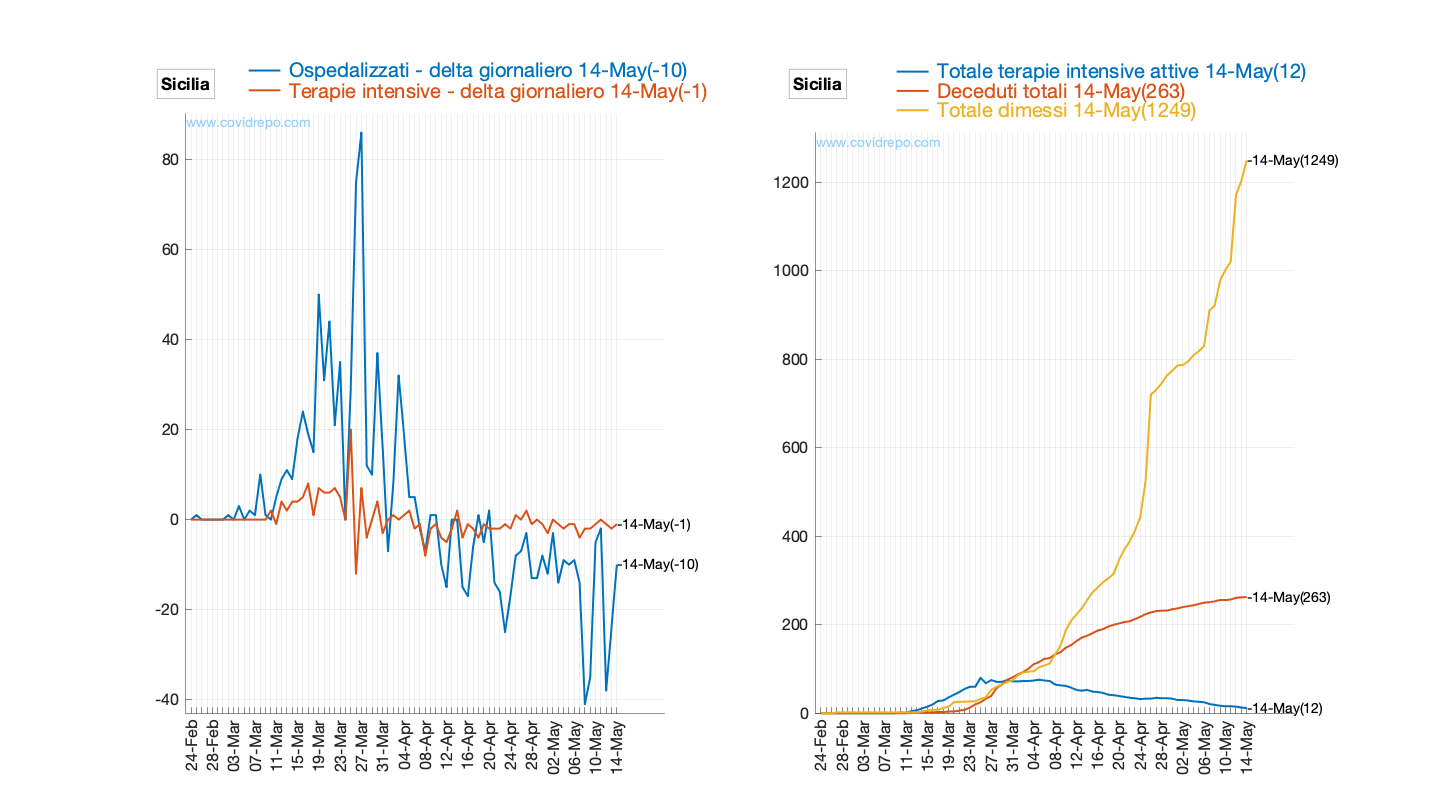 Sicilia
Ospedalizzati - delta giornaliero 14-May(-10)
Terapie intensive - delta giornaliero 14-May(-1)
www.covidrepo.com
80
60
40
20
0
-20
-40
-14-May(-1)
-14-May(-10)
24-Feb
28-Feb
03-Mar
07-Mar
11-Mar
15-Mar
19-Mar
23-Mar
27-Mar
31-Mar
04-Apr
08-Apr
12-Apr
16-Apr
20-Apr
24-Apr
28-Apr
02-May
06-May
10-May
14-May
Sicilia
Totale terapie intensive attive 14-May(12)
Deceduti totali 14-May(263)
Totale dimessi 14-May(1249)
www.covidrepo.com
1200
1000
800
600
400
200
0
-14-May(1249)
-14-May(263)
-14-May(12)
24-Feb
28-Feb
03-Mar
07-Mar
11-Mar
15-Mar
19-Mar
23-Mar
27-Mar
31-Mar
04-Apr
08-Apr
12-Apr
16-Apr
20-Apr
24-Apr
28-Apr
02-May
06-May
10-May
14-May